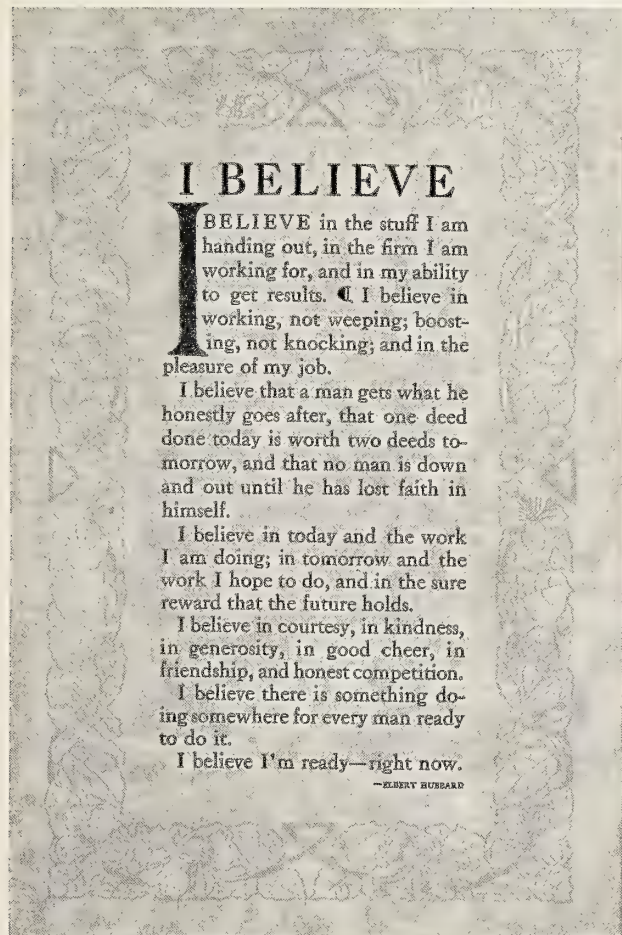 I BELIEVE
I BELIEVE in the stuff I am
handing out, in the firm I am
working for, and in my ability
to get results. ¶ I believe in
working, not weeping; boost-
ing, not knocking; and in the
pleasure of my job.
I believe that a man gets what he
honestly goes after, that one deed
done today is worth two deeds to-
morrow, and that no man is down
and out until he has lost faith in
himself.
I believe in today and the work
I am doing; in tomorrow and the
work I hope to do, and in the sure
reward that the future holds.
I believe in courtesy, in kindness,
in generosity, in good cheer, in
friendship, and honest competition.
I believe there is something do-
ing somewhere for every man ready
to do it.
I believe I'm ready—right now.
—ELBERT HUBBARD